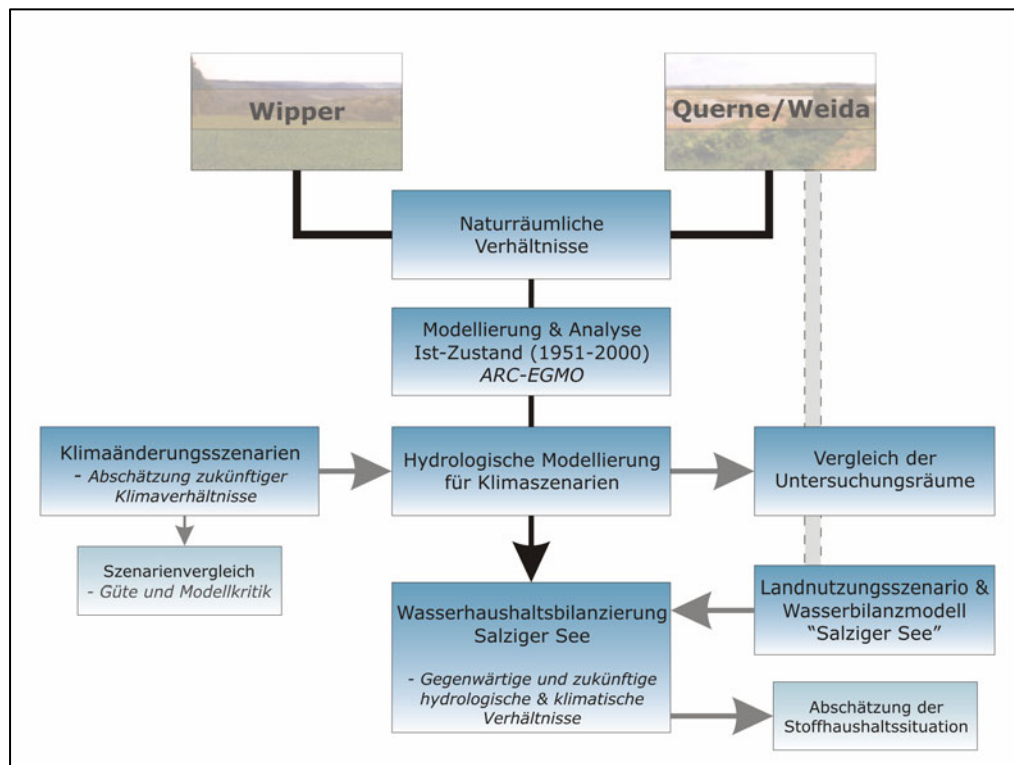 Wipper
Querne/Weida
Naturräumliche
Verhältnisse
Modellierung & Analyse
Ist-Zustand (1951-2000)
ARC-EGMO
Klimaänderungsszenarien
- Abschätzung zukünftiger
Klimaverhältnisse
Hydrologische Modellierung
für Klimaszenarien
Vergleich der
Untersuchungsräume
Szenarienvergleich
- Güte und Modellkritik
Wasserhaushaltsbilanzierung
Salziger See
- Gegenwärtige und zukünftige
hydrologische & klimatische
Verhältnisse
Landnutzungsszenario &
Wasserbilanzmodell
“Salziger See”
Abschätzung der
Stoffhaushaltssituation